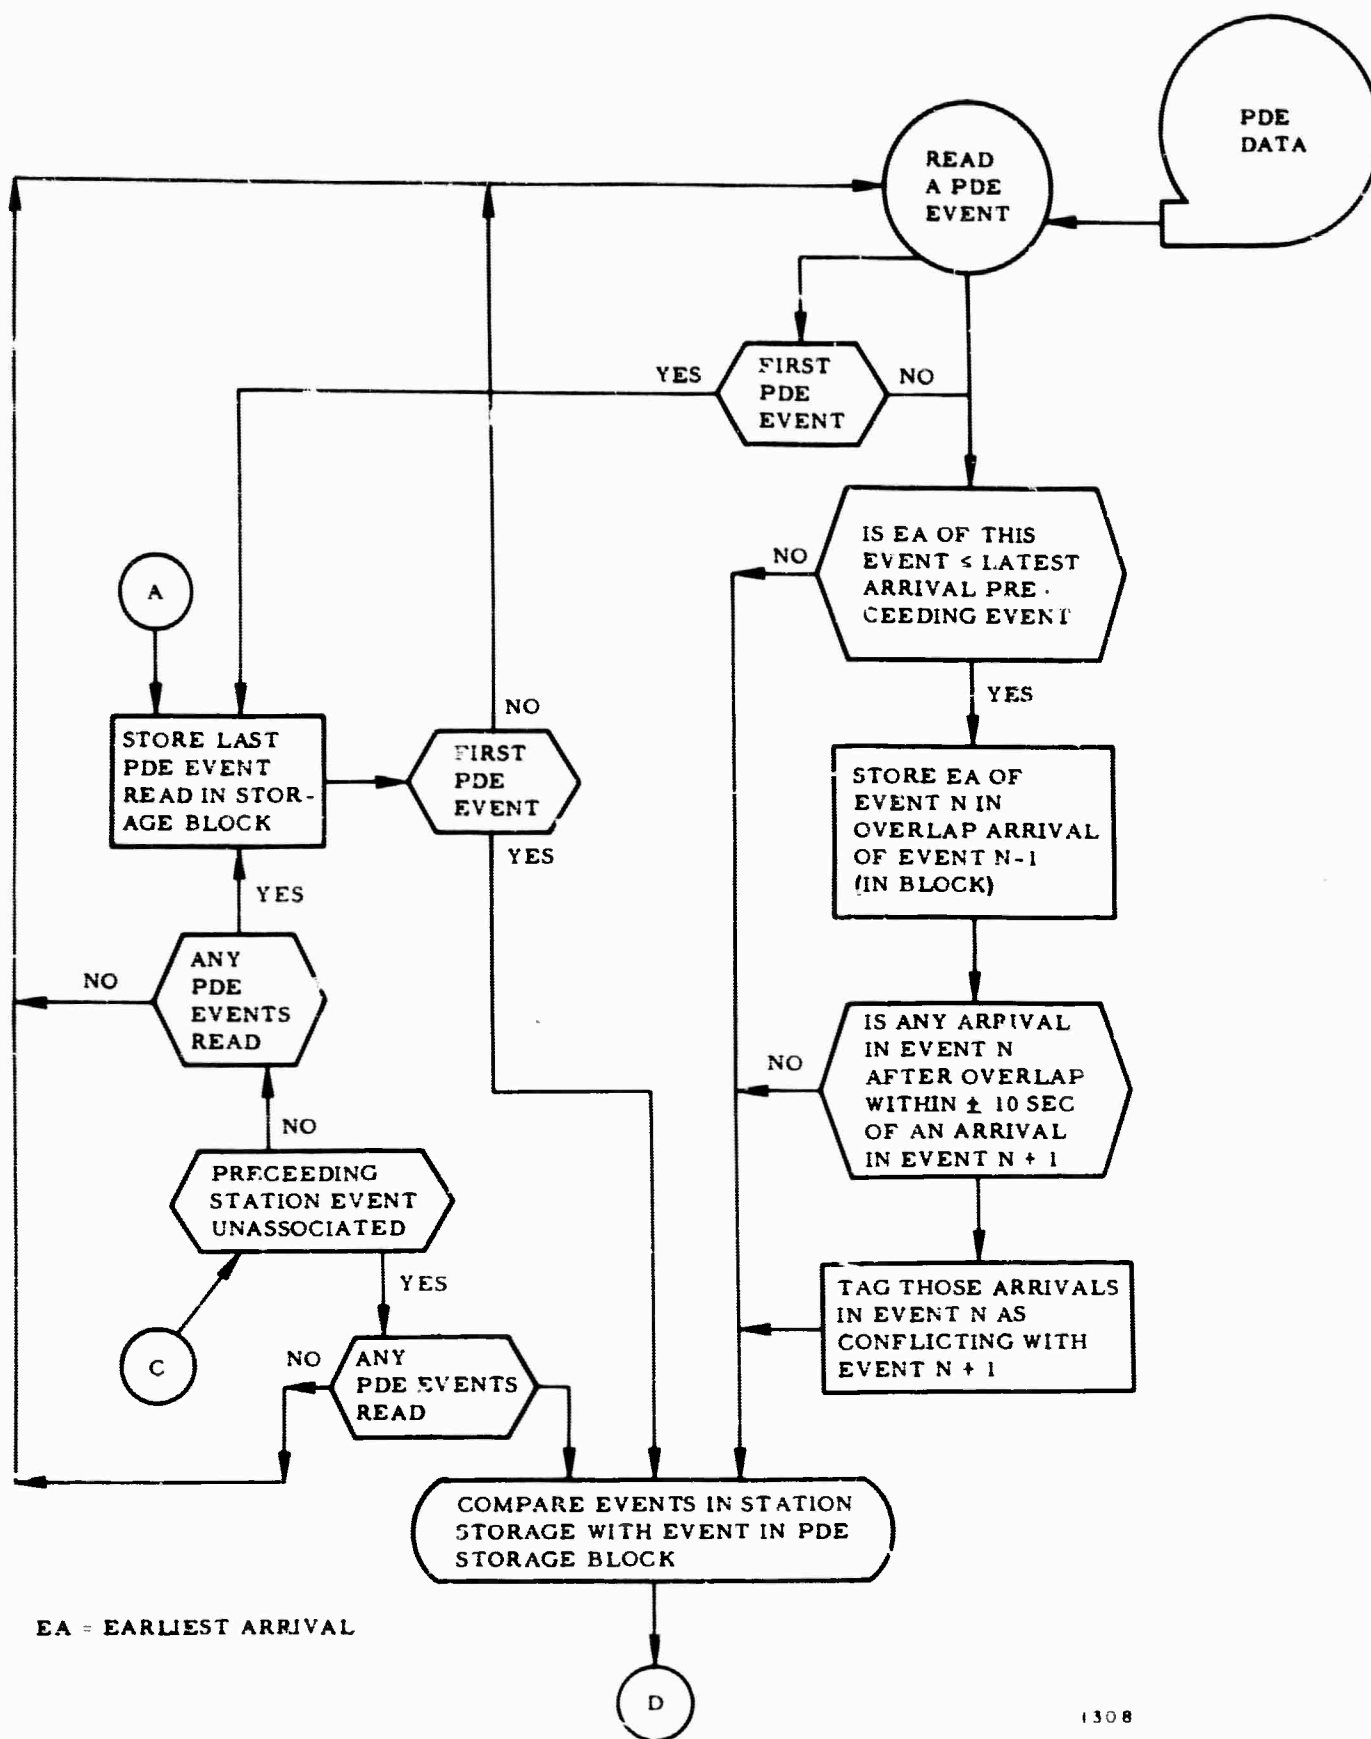 PDE
DATA
READ
A PDE
EVENT
FIRST
PDE
EVENT
YES
NO
IS EA OF THIS
EVENT ≤ LATEST
ARRIVAL PRE-
CEEDING EVENT
NO
YES
A
STORE LAST
PDE EVENT
READ IN STOR-
AGE BLOCK
FIRST
PDE
EVENT
NO
YES
STORE EA OF
EVENT N IN
OVERLAP ARRIVAL
OF EVENT N-1
(IN BLOCK)
YES
ANY
PDE
EVENTS
READ
NO
IS ANY ARRIVAL
IN EVENT N
AFTER OVERLAP
WITHIN ± 10 SEC
OF AN ARRIVAL
IN EVENT N + 1
NO
NO
PRECEEDING
STATION EVENT
UNASSOCIATED
YES
C
TAG THOSE ARRIVALS
IN EVENT N AS
CONFLICTING WITH
EVENT N + 1
NO
ANY
PDE EVENTS
READ
COMPARE EVENTS IN STATION
STORAGE WITH EVENT IN PDE
STORAGE BLOCK
EA = EARLIEST ARRIVAL
D
1308